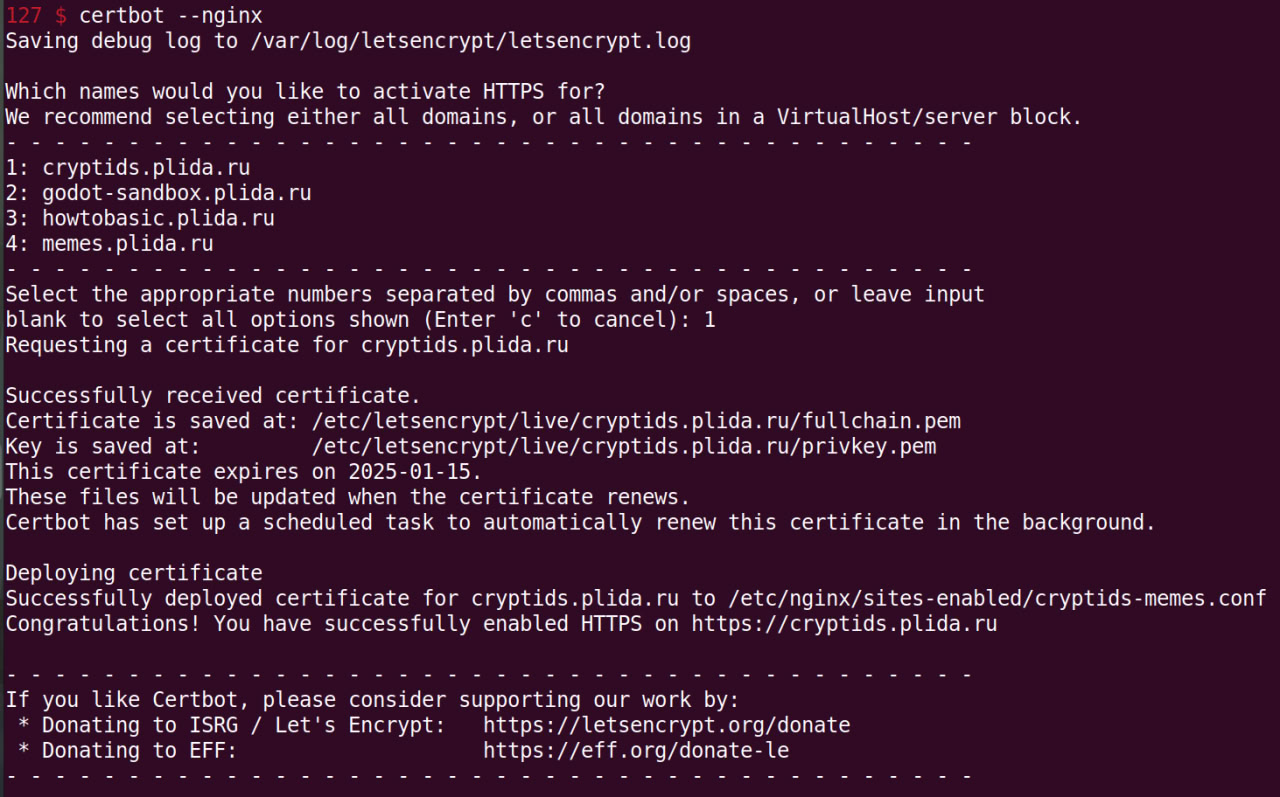 127 $ certbot --nginx
Saving debug log to /var/log/letsencrypt/letsencrypt.log

Which names would you like to activate HTTPS for?
We recommend selecting either all domains, or all domains in a VirtualHost/server block.
- - - - - - - - - - - - - - - - - - - - - - - - - - - - - - - - - - - - - - - -
1: cryptids.plida.ru
2: godot-sandbox.plida.ru
3: howtobasic.plida.ru
4: memes.plida.ru
- - - - - - - - - - - - - - - - - - - - - - - - - - - - - - - - - - - - - - - -
Select the appropriate numbers separated by commas and/or spaces, or leave input
blank to select all options shown (Enter 'c' to cancel): 1
Requesting a certificate for cryptids.plida.ru

Successfully received certificate.
Certificate is saved at: /etc/letsencrypt/live/cryptids.plida.ru/fullchain.pem
Key is saved at:         /etc/letsencrypt/live/cryptids.plida.ru/privkey.pem
This certificate expires on 2025-01-15.
These files will be updated when the certificate renews.
Certbot has set up a scheduled task to automatically renew this certificate in the background.

Deploying certificate
Successfully deployed certificate for cryptids.plida.ru to /etc/nginx/sites-enabled/cryptids-memes.conf
Congratulations! You have successfully enabled HTTPS on https://cryptids.plida.ru

- - - - - - - - - - - - - - - - - - - - - - - - - - - - - - - - - - - - - - - -
If you like Certbot, please consider supporting our work by:
 * Donating to ISRG / Let's Encrypt:   https://letsencrypt.org/donate
 * Donating to EFF:                    https://eff.org/donate-le
- - - - - - - - - - - - - - - - - - - - - - - - - - - - - - - - - - - - - - - -